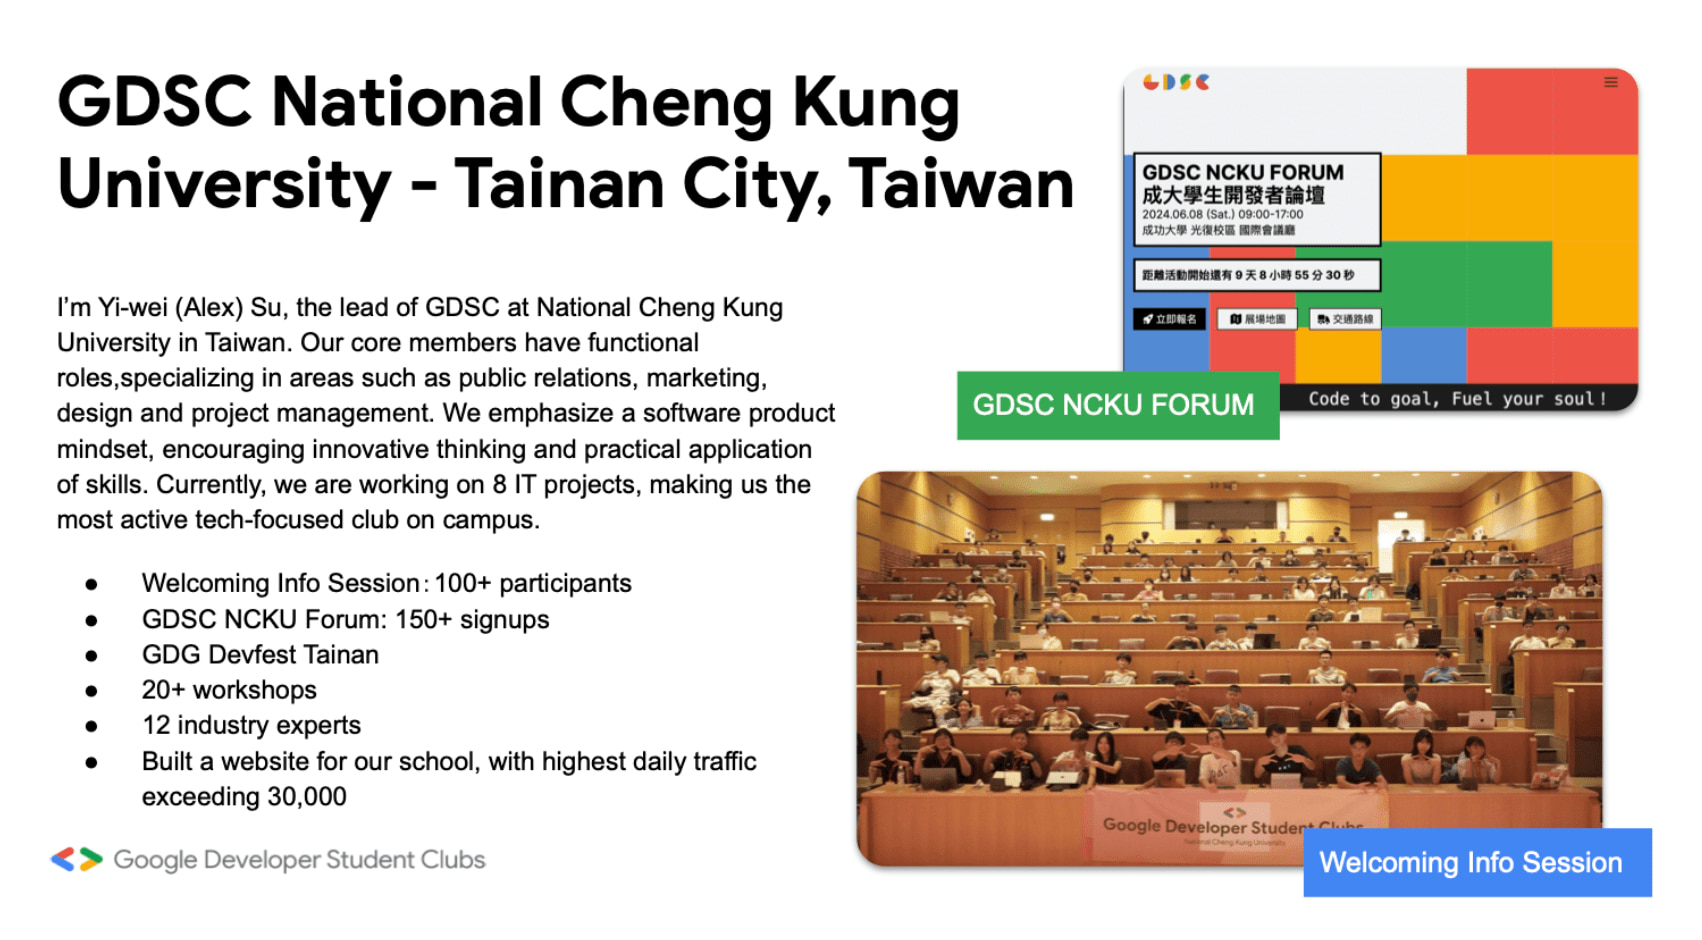 GDSC National Cheng Kung
University - Tainan City, Taiwan
I’m Yi-wei (Alex) Su, the lead of GDSC at National Cheng Kung
University in Taiwan. Our core members have functional
roles,specializing in areas such as public relations, marketing,
design and project management. We emphasize a software product
mindset, encouraging innovative thinking and practical application
of skills. Currently, we are working on 8 IT projects, making us the
most active tech-focused club on campus.
● Welcoming Info Session：100+ participants
● GDSC NCKU Forum: 150+ signups
● GDG Devfest Tainan
● 20+ workshops
● 12 industry experts
● Built a website for our school, with highest daily traffic
exceeding 30,000
Google Developer Student Clubs
GDSC
GDSC NCKU FORUM
成大學生開發者論壇
2024.06.08 (Sat.) 09:00-17:00
成功大學 光復校區 國際會議廳
距離活動開始還有 9 天 8 小時 55 分 30 秒
立即報名 展場地圖 交通路線
Code to goal, Fuel your soul!
GDSC NCKU FORUM
Google Developer Student Clubs
National Cheng Kung University
Welcoming Info Session